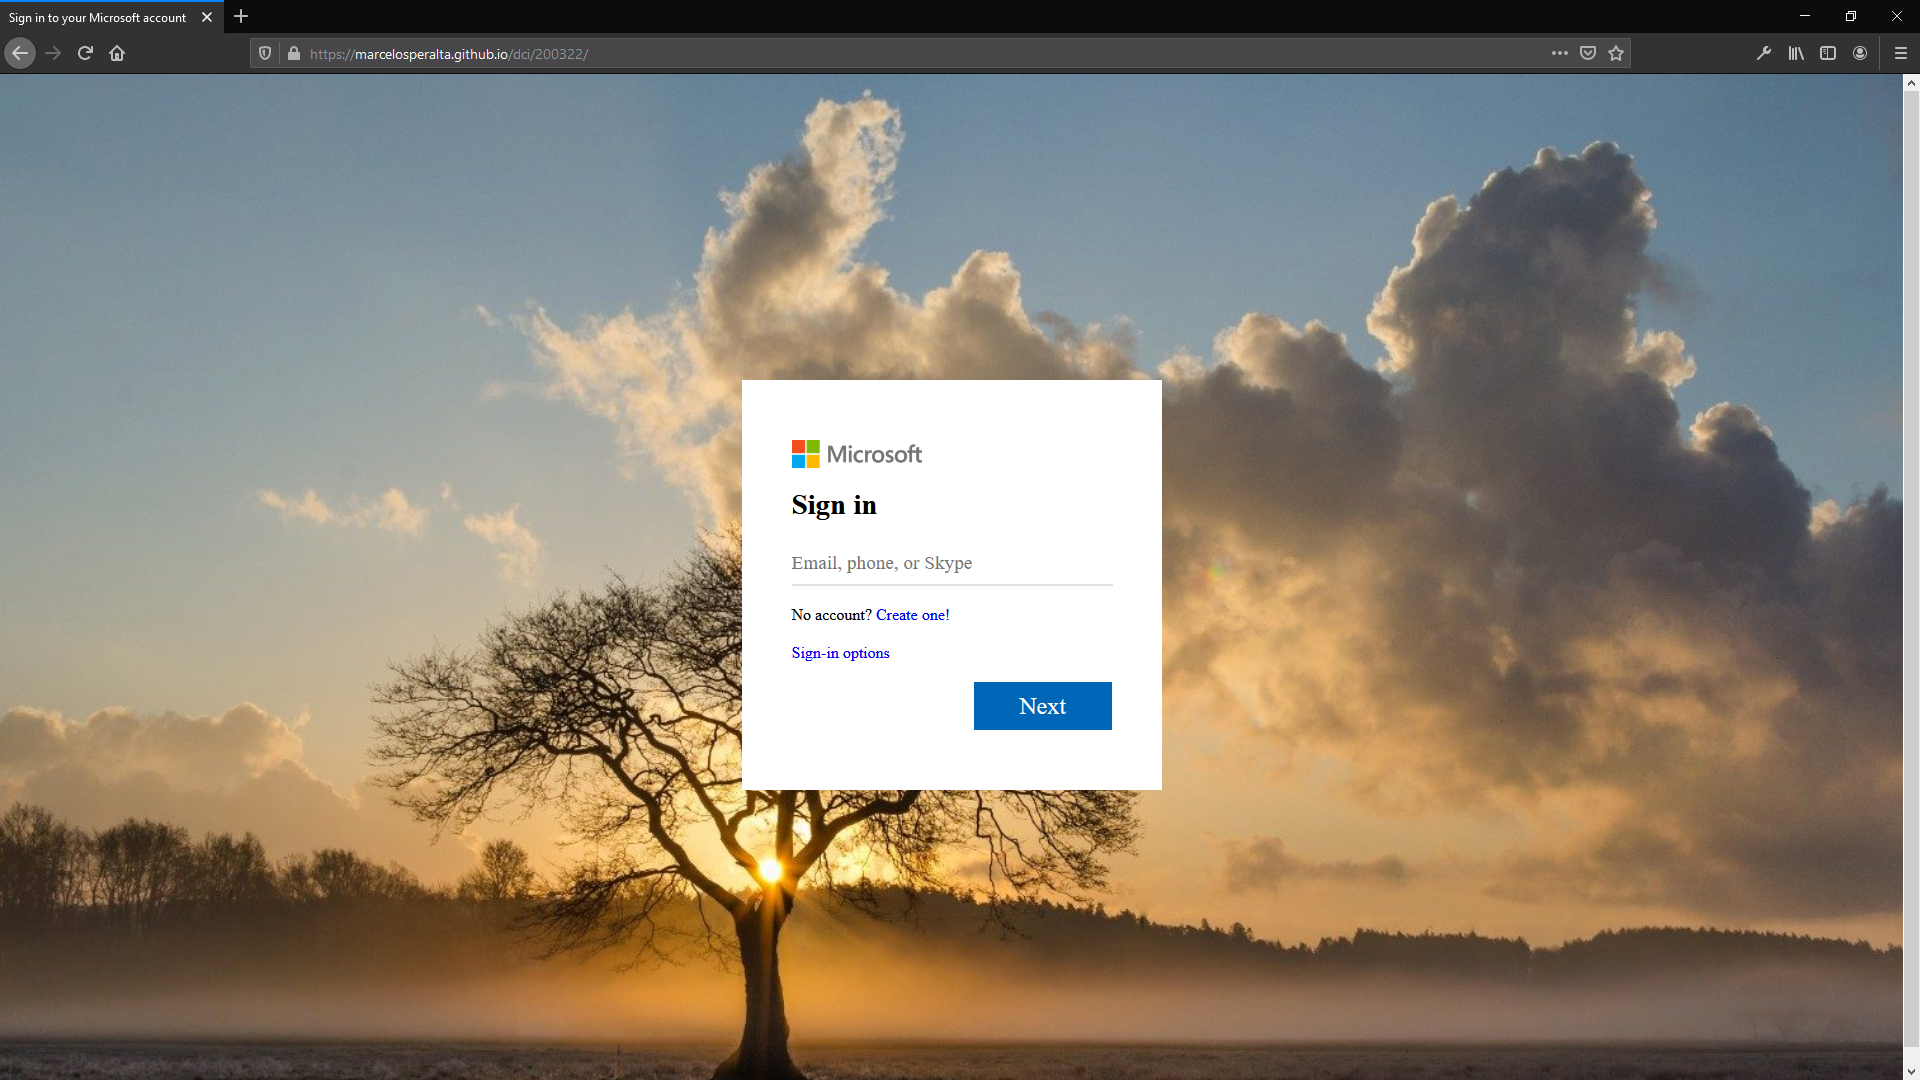 Sign in to your Microsoft account
https://marcelosperalta.github.io/dci/200322/
Microsoft
Sign in
Email, phone, or Skype
No account? Create one!
Sign-in options
Next